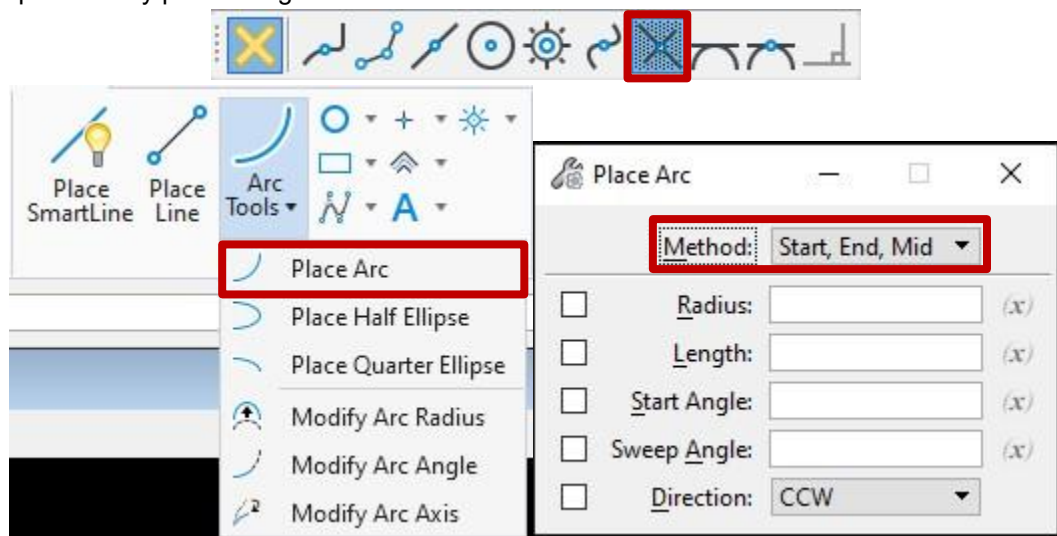 Place
SmartLine
Place
Line
Arc
Tools
A
Place Arc
Place Half Ellipse
Place Quarter Ellipse
Modify Arc Radius
Modify Arc Angle
Modify Arc Axis
Place Arc
Method: Start, End, Mid
Radius: (x)
Length: (x)
Start Angle: (x)
Sweep Angle: (x)
Direction: CCW